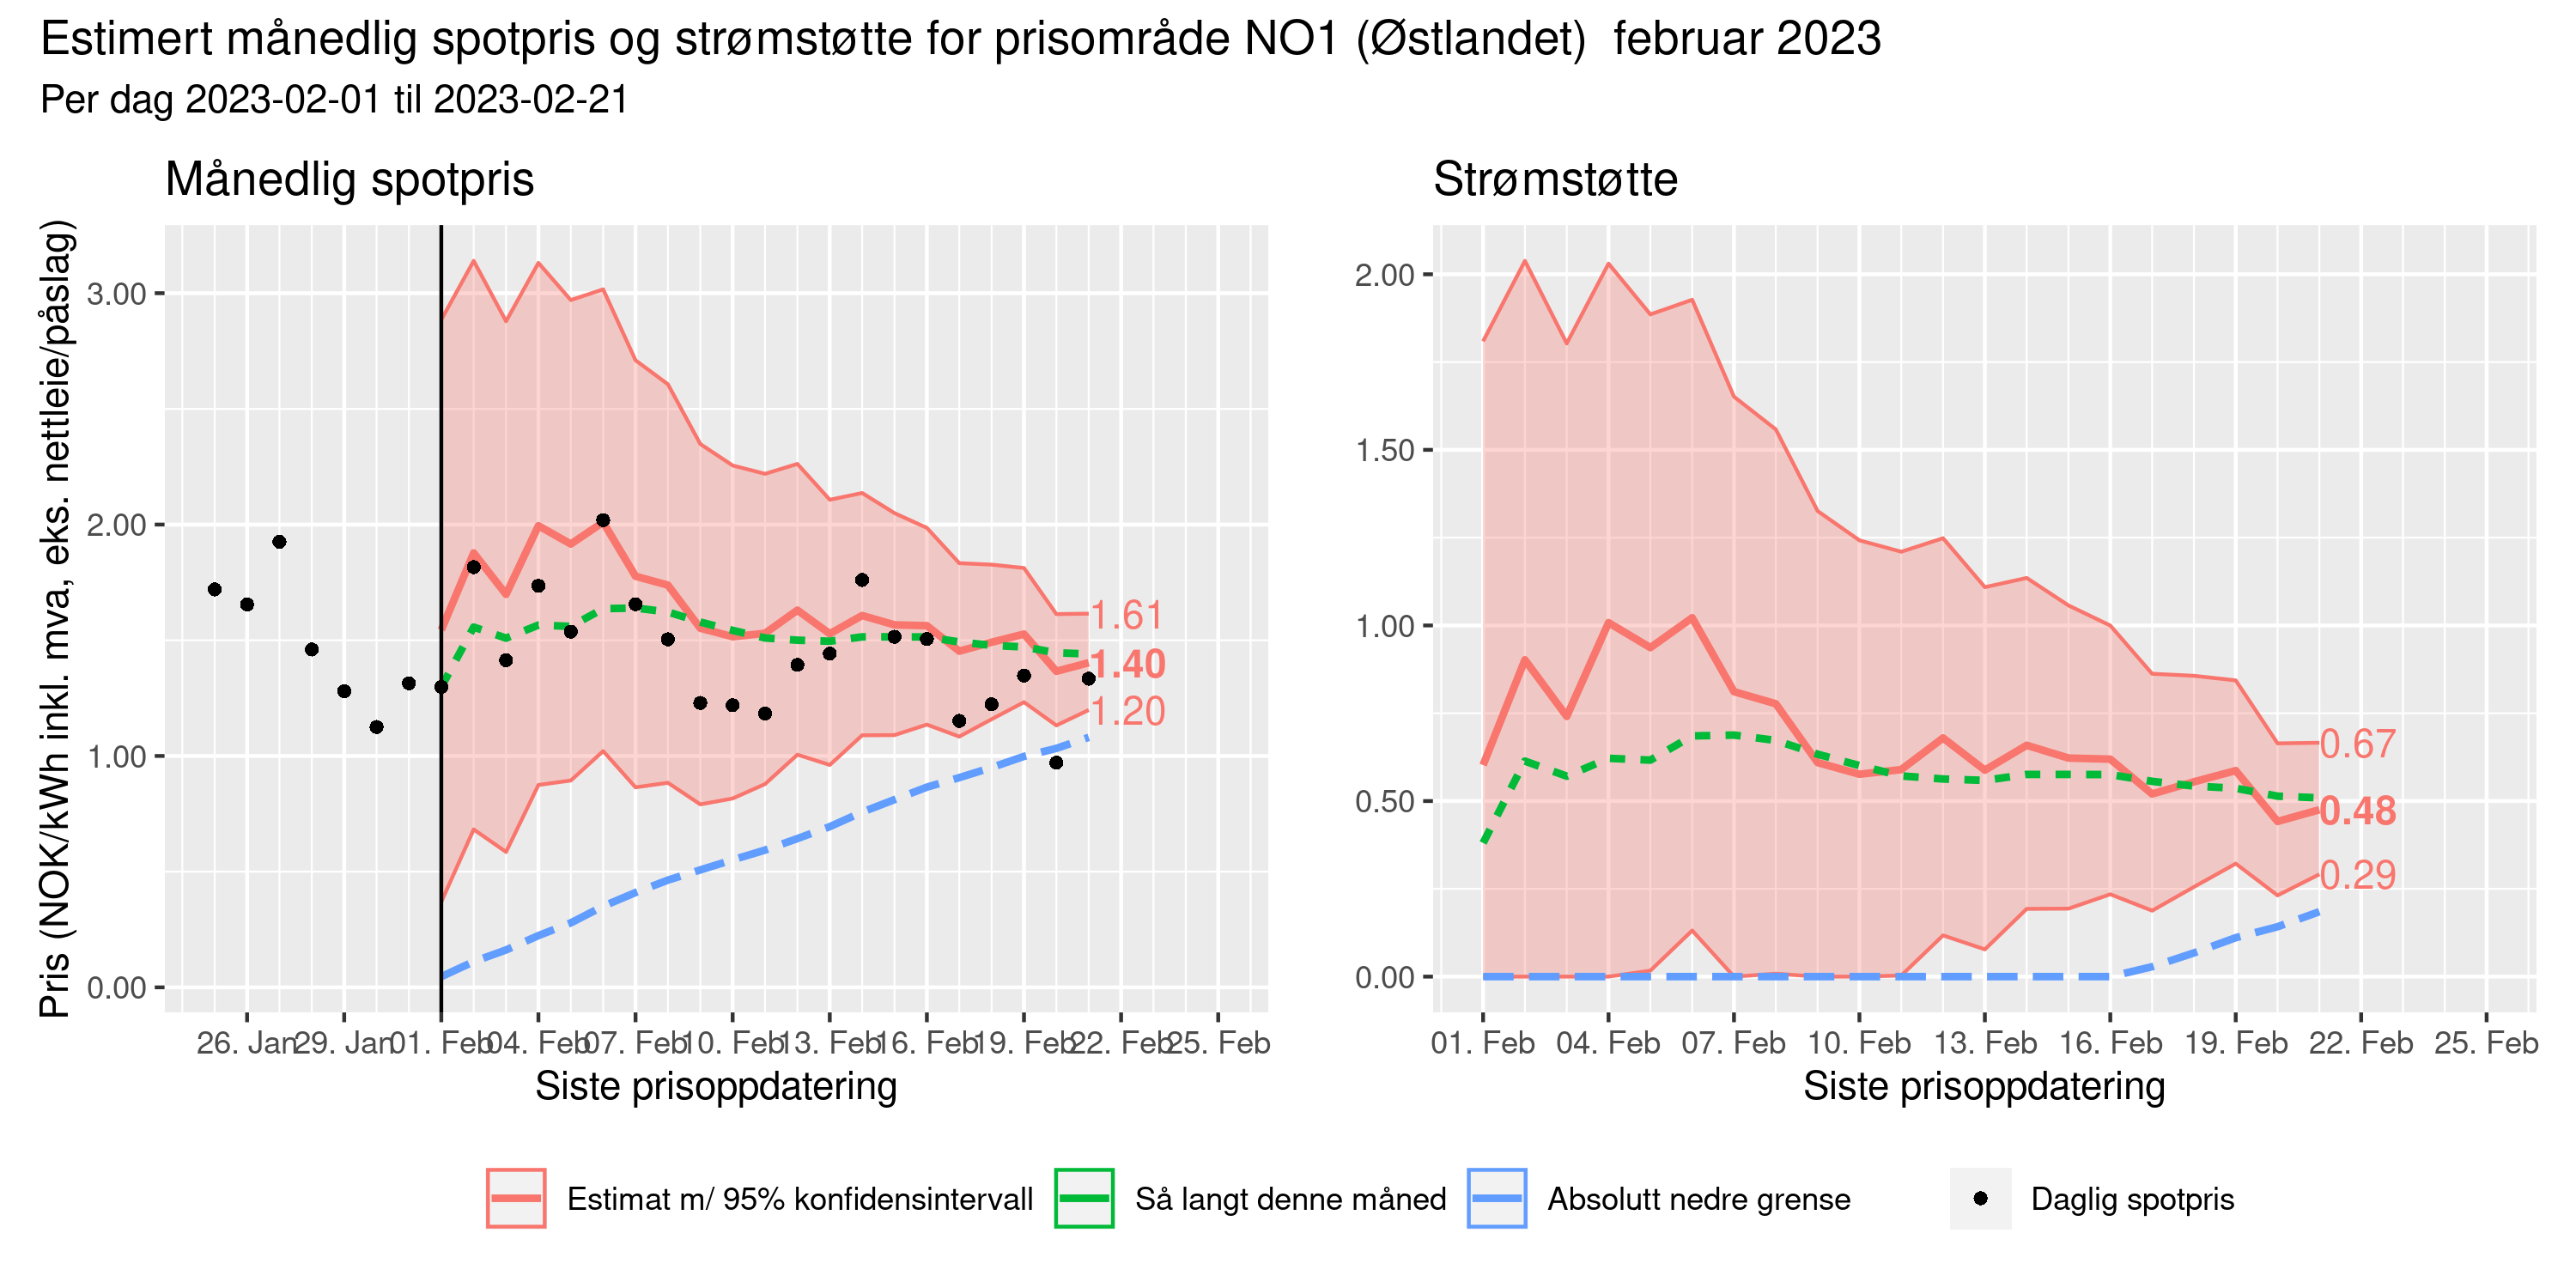 Estimert månedlig spotpris og strømstøtte for prisområde NO1 (Østlandet)  februar 2023
Per dag 2023-02-01 til 2023-02-21
Månedlig spotpris
Pris (NOK/kWh inkl. mva, eks. nettleie/påslag)
3.00
2.00
1.00
0.00
1.61
1.40
1.20
26. Jan 29. Jan 01. Feb 04. Feb 07. Feb 10. Feb 13. Feb 16. Feb 19. Feb 22. Feb 25. Feb
Siste prisoppdatering
Strømstøtte
2.00
1.50
1.00
0.50
0.00
0.67
0.48
0.29
01. Feb 04. Feb 07. Feb 10. Feb 13. Feb 16. Feb 19. Feb 22. Feb 25. Feb
Siste prisoppdatering
Estimat m/ 95% konfidensintervall Så langt denne måned Absolutt nedre grense Daglig spotpris